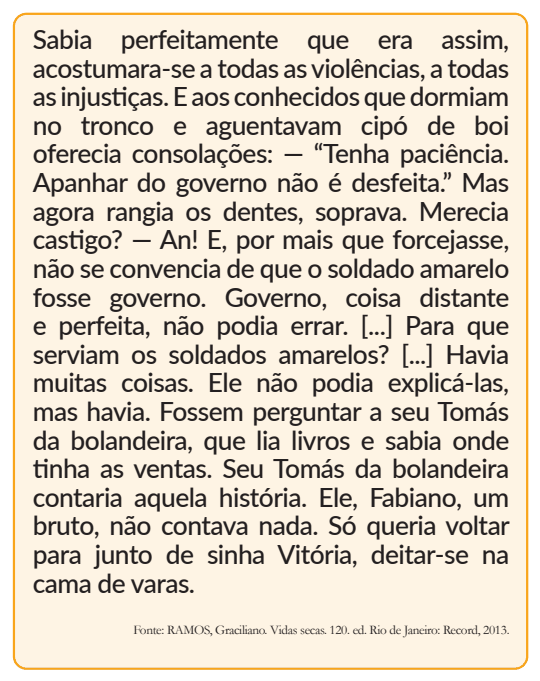 Sabia perfeitamente que era assim,
acostumara-se a todas as violências, a todas
as injustiças. E aos conhecidos que dormiam
no tronco e aguentavam cipó de boi
oferecia consolações: — “Tenha paciência.
Apanhar do governo não é desfeita.” Mas
agora rangia os dentes, soprava. Merecia
castigo? — An! E, por mais que forcejasse,
não se convencia de que o soldado amarelo
fosse governo. Governo, coisa distante
e perfeita, não podia errar. [...] Para que
serviam os soldados amarelos? [...] Havia
muitas coisas. Ele não podia explicá-las,
mas havia. Fossem perguntar a seu Tomás
da bolandeira, que lia livros e sabia onde
tinha as ventas. Seu Tomás da bolandeira
contaria aquela história. Ele, Fabiano, um
bruto, não contava nada. Só queria voltar
para junto de sinha Vitória, deitar-se na
cama de varas.
Fonte: RAMOS, Graciliano. Vidas secas. 120. ed. Rio de Janeiro: Record, 2013.